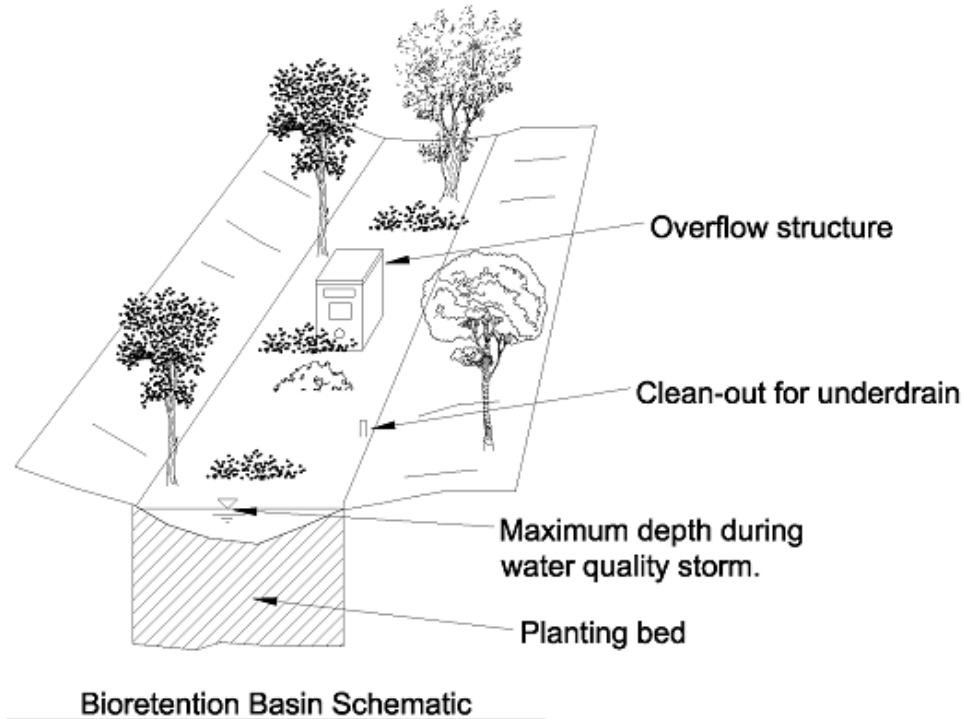 Overflow structure
Clean-out for underdrain
Maximum depth during
water quality storm.
Planting bed
Bioretention Basin Schematic